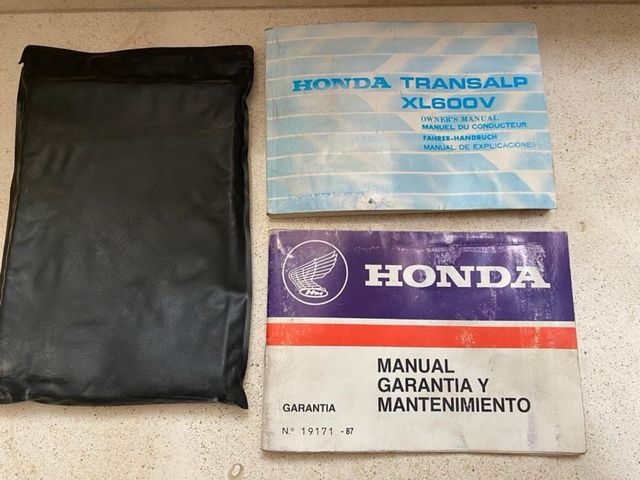 HONDA TRANSALP
XL600V
OWNER'S MANUAL
MANUEL DU CONDUCTEUR
FAHRER-HANDBUCH
MANUAL DE EXPLICACIONES
HONDA
MANUAL
GARANTIA Y
MANTENIMIENTO
GARANTIA
N.º 19171 -87